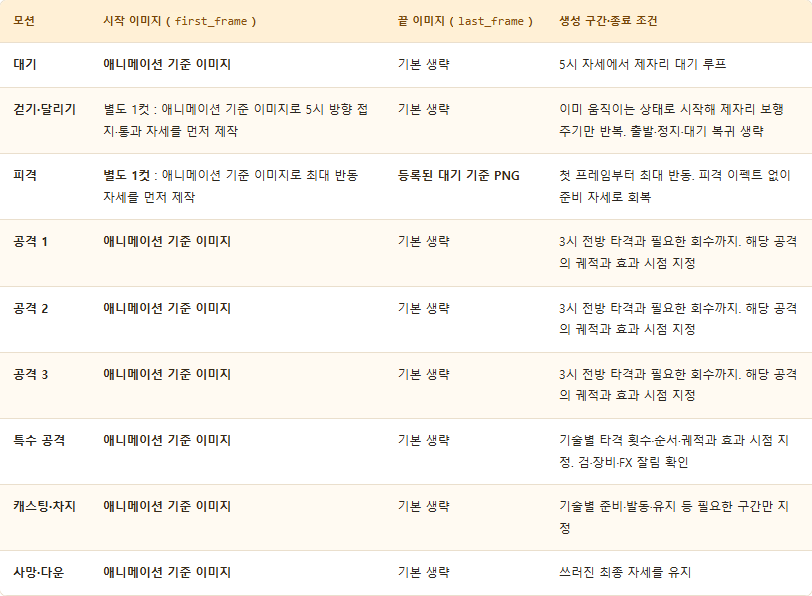 모션 시작 이미지 ( first_frame ) 끝 이미지 ( last_frame ) 생성 구간·종료 조건
대기 애니메이션 기준 이미지 기본 생략 5시 자세에서 제자리 대기 루프
걷기·달리기 별도 1컷 : 애니메이션 기준 이미지로 5시 방향 접 기본 생략 이미 움직이는 상태로 시작해 제자리 보행
지·통과 자세를 먼저 제작 주기만 반복. 출발·정지·대기 복귀 생략
피격 별도 1컷 : 애니메이션 기준 이미지로 최대 반동 등록된 대기 기준 PNG 첫 프레임부터 최대 반동. 피격 이펙트 없이
자세를 먼저 제작 준비 자세로 회복
공격 1 애니메이션 기준 이미지 기본 생략 3시 전방 타격과 필요한 회수까지. 해당 공격
의 궤적과 효과 시점 지정
공격 2 애니메이션 기준 이미지 기본 생략 3시 전방 타격과 필요한 회수까지. 해당 공격
의 궤적과 효과 시점 지정
공격 3 애니메이션 기준 이미지 기본 생략 3시 전방 타격과 필요한 회수까지. 해당 공격
의 궤적과 효과 시점 지정
특수 공격 애니메이션 기준 이미지 기본 생략 기술별 타격 횟수·순서·궤적과 효과 시점 지
정. 검·장비·FX 잘림 확인
캐스팅·차지 애니메이션 기준 이미지 기본 생략 기술별 준비·발동·유지 등 필요한 구간만 지
정
사망·다운 애니메이션 기준 이미지 기본 생략 쓰러진 최종 자세를 유지